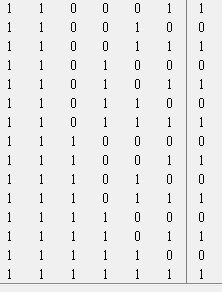 1 1 0 0 0 1 1
1 1 0 0 1 0 0
1 1 0 0 1 1 1
1 1 0 1 0 0 0
1 1 0 1 0 1 1
1 1 0 1 1 0 0
1 1 0 1 1 1 1
1 1 1 0 0 0 0
1 1 1 0 0 1 1
1 1 1 0 1 0 0
1 1 1 0 1 1 1
1 1 1 1 0 0 0
1 1 1 1 0 1 1
1 1 1 1 1 0 0
1 1 1 1 1 1 1